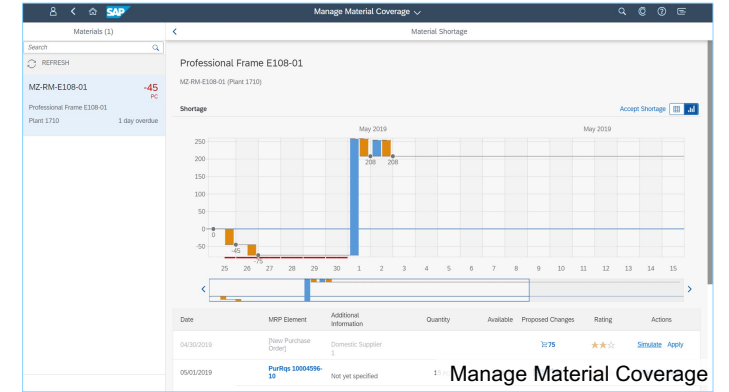 SAP
Manage Material Coverage
Materials (1)
Material Shortage
Search
REFRESH
MZ-RM-E108-01 -45
PC
Professional Frame E108-01
Plant 1710 1 day overdue
Professional Frame E108-01
MZ-RM-E108-01 (Plant 1710)
Shortage
Accept Shortage
May 2019 May 2019
250
200
150
100
50
0
-50
0
-45
-75
208 208
25 26 27 28 29 30 1 2 3 4 5 6 7 8 9 10 11 12 13 14 15
Date MRP Element Additional Information Quantity Available Proposed Changes Rating Actions
04/30/2019 [New Purchase Order] Domestic Supplier 1 75 Simulate Apply
05/01/2019 PurRqs 10004596-10 Not yet specified
Manage Material Coverage